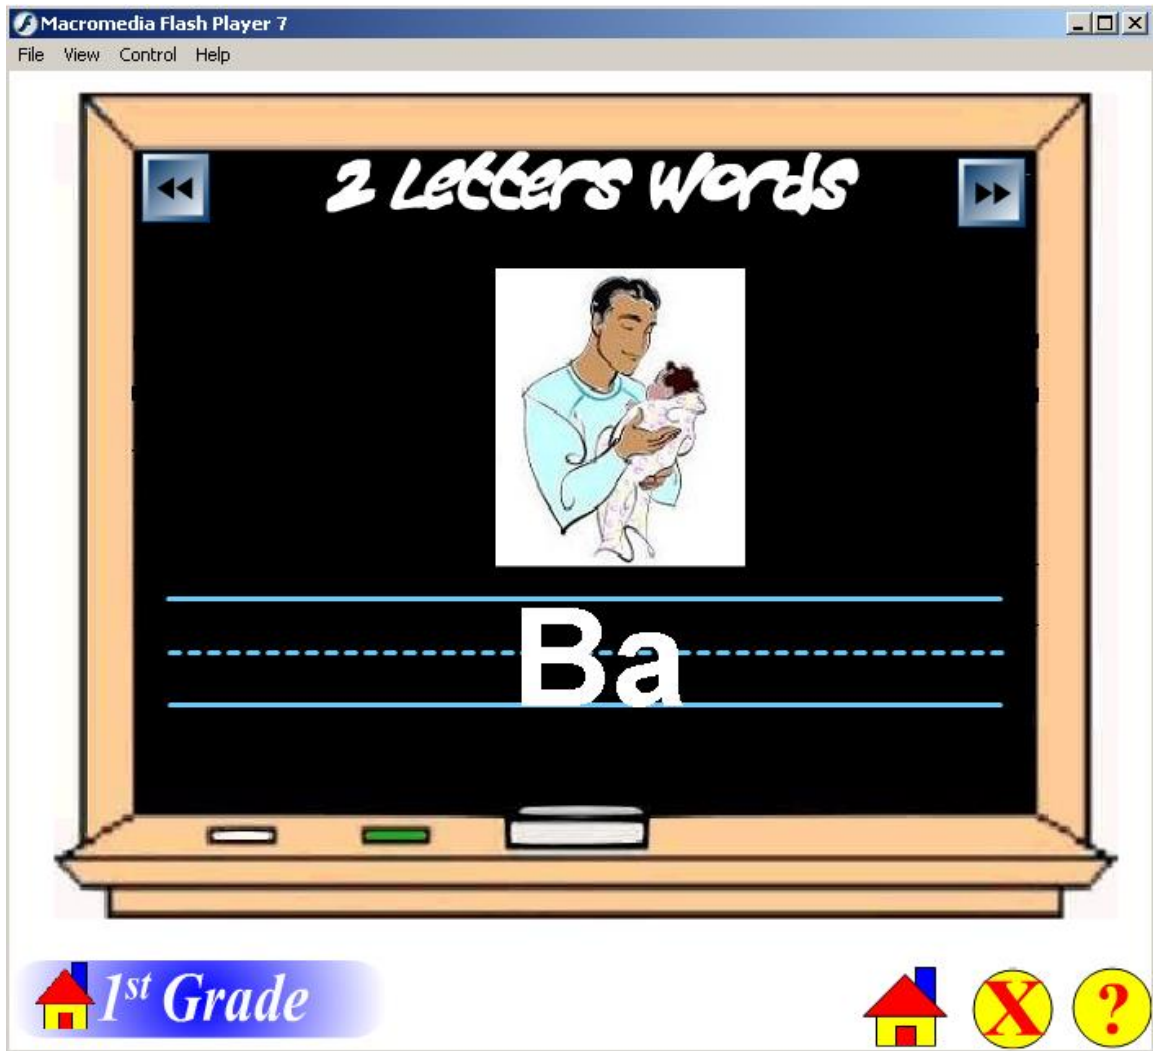 Macromedia Flash Player 7
File View Control Help
2 Letters Words
Ba
1st Grade
X ?